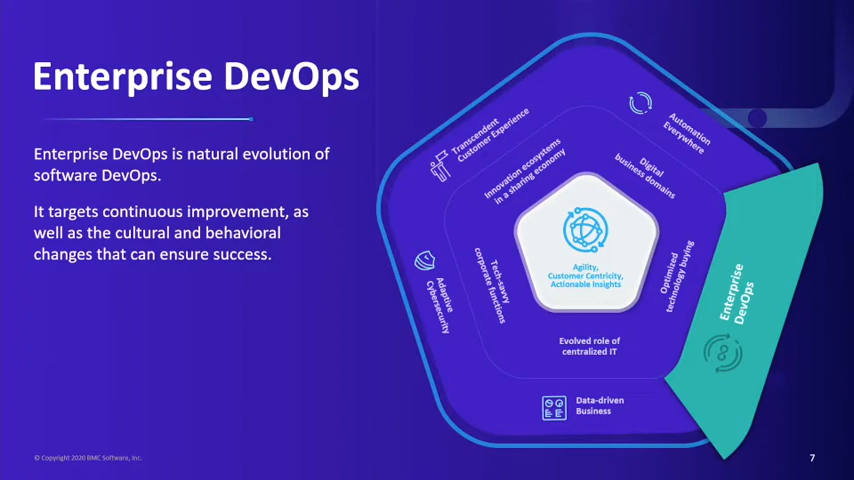 Enterprise DevOps
Enterprise DevOps is natural evolution of
software DevOps.
It targets continuous improvement, as
well as the cultural and behavioral
changes that can ensure success.
Transcendent
Customer Experience
Automation
Everywhere
Innovation ecosystems
in a sharing economy
Digital
business domains
Agility,
Customer Centricity,
Actionable Insights
Adaptive
Cybersecurity
Tech-savvy
corporate functions
Optimized
technology buying
Enterprise
DevOps
Evolved role of
centralized IT
Data-driven
Business
© Copyright 2020 BMC Software, Inc.
7